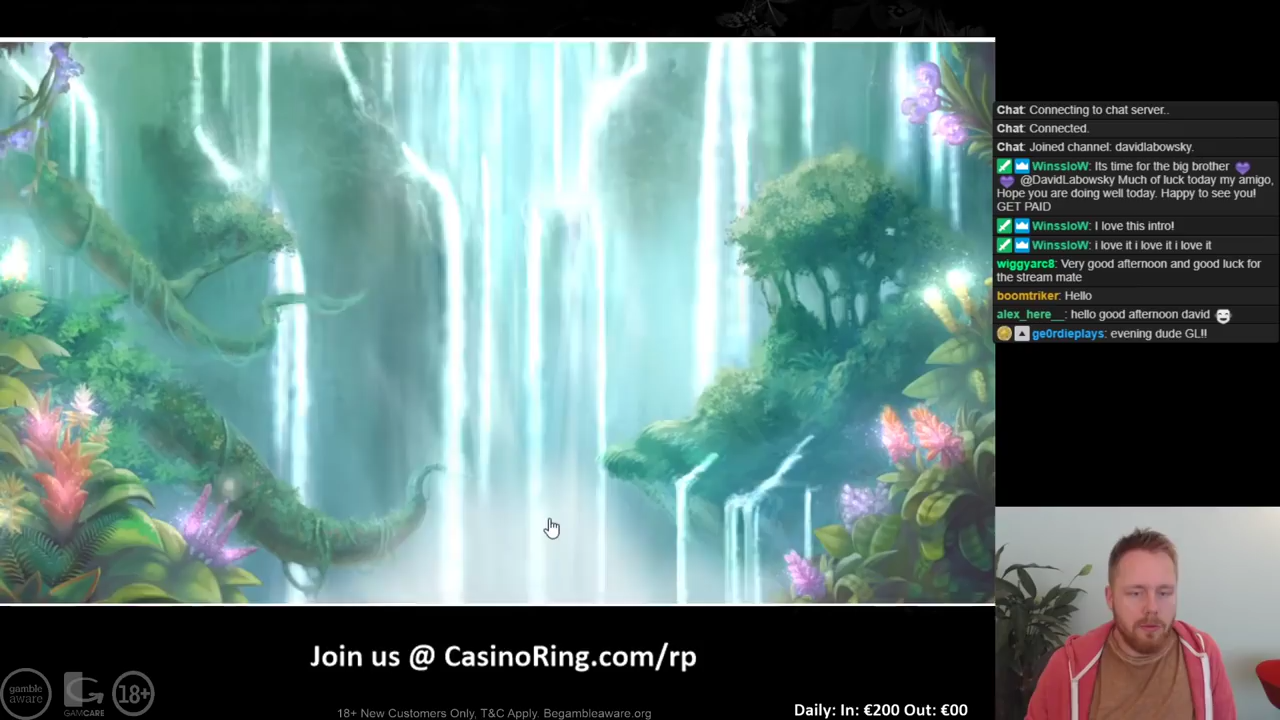 Chat: Connecting to chat server..
Chat: Connected.
Chat: Joined channel: davidlabowsky.
WinssloW: Its time for the big brother
@DavidLabowsky Much of luck today my amigo,
Hope you are doing well today. Happy to see you!
GET PAID
WinssloW: I love this intro!
WinssloW: i love it i love it i love it
wiggyarc8: Very good afternoon and good luck for
the stream mate
boomtriker: Hello
alex_here__: hello good afternoon david
ge0rdieplays: evening dude GL!!
Join us @ CasinoRing.com/rp
gamble
aware
GAMCARE
18+
18+ New Customers Only, T&C Apply. Begambleaware.org
Daily: In: €200 Out: €00